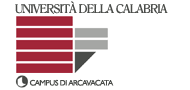 UNIVERSITÀ DELLA CALABRIA
CAMPUS DI ARCAVACATA